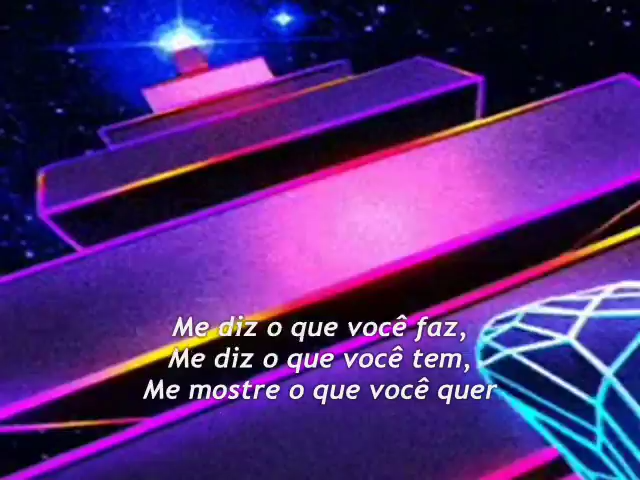 Me diz o que você faz,
Me diz o que você tem,
Me mostre o que você quer